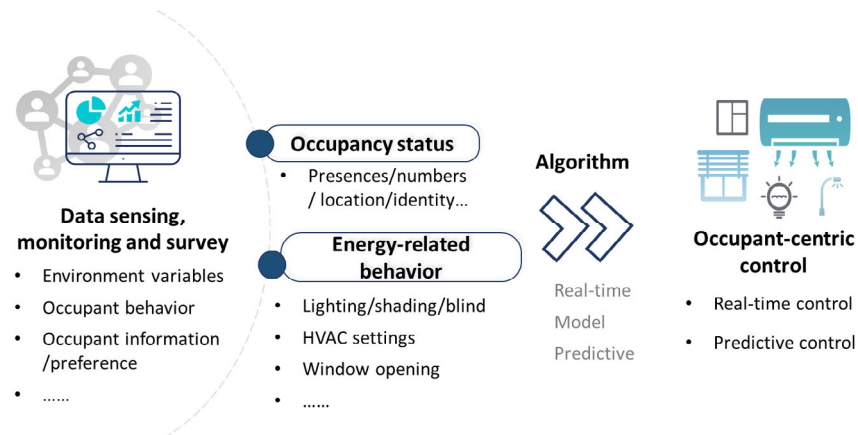 Data sensing,
monitoring and survey
• Environment variables
• Occupant behavior
• Occupant information
/preference
• ......
Occupancy status
• Presences/numbers
/ location/identity...
Energy-related
behavior
• Lighting/shading/blind
• HVAC settings
• Window opening
• ......
Algorithm
Real-time
Model
Predictive
Occupant-centric
control
• Real-time control
• Predictive control